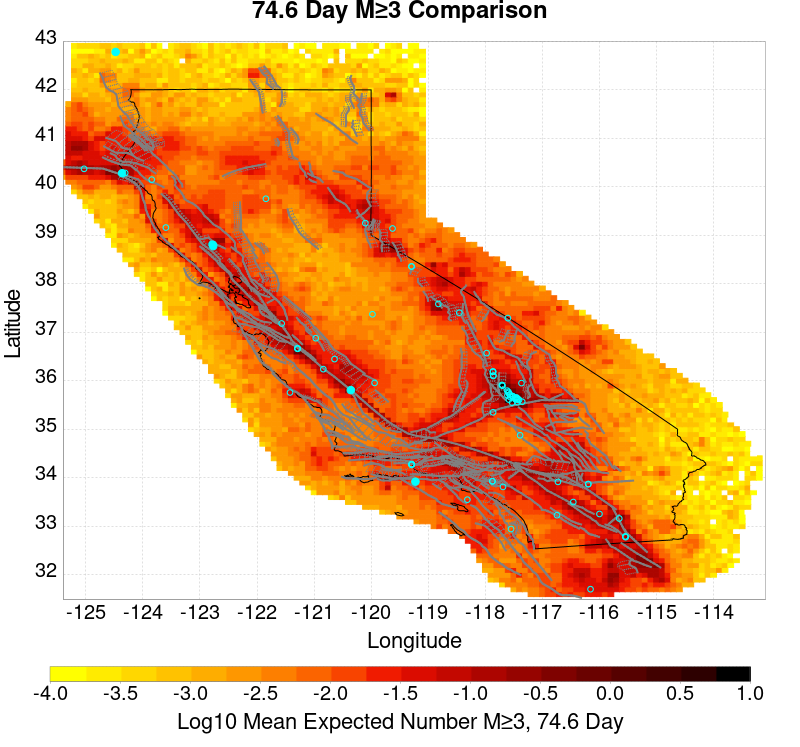 74.6 Day M≥3 Comparison
43
42
41
40
39
38
37
36
35
34
33
32
Latitude
-125 -124 -123 -122 -121 -120 -119 -118 -117 -116 -115 -114
Longitude
-4.0 -3.5 -3.0 -2.5 -2.0 -1.5 -1.0 -0.5 0.0 0.5 1.0
Log10 Mean Expected Number M≥3, 74.6 Day